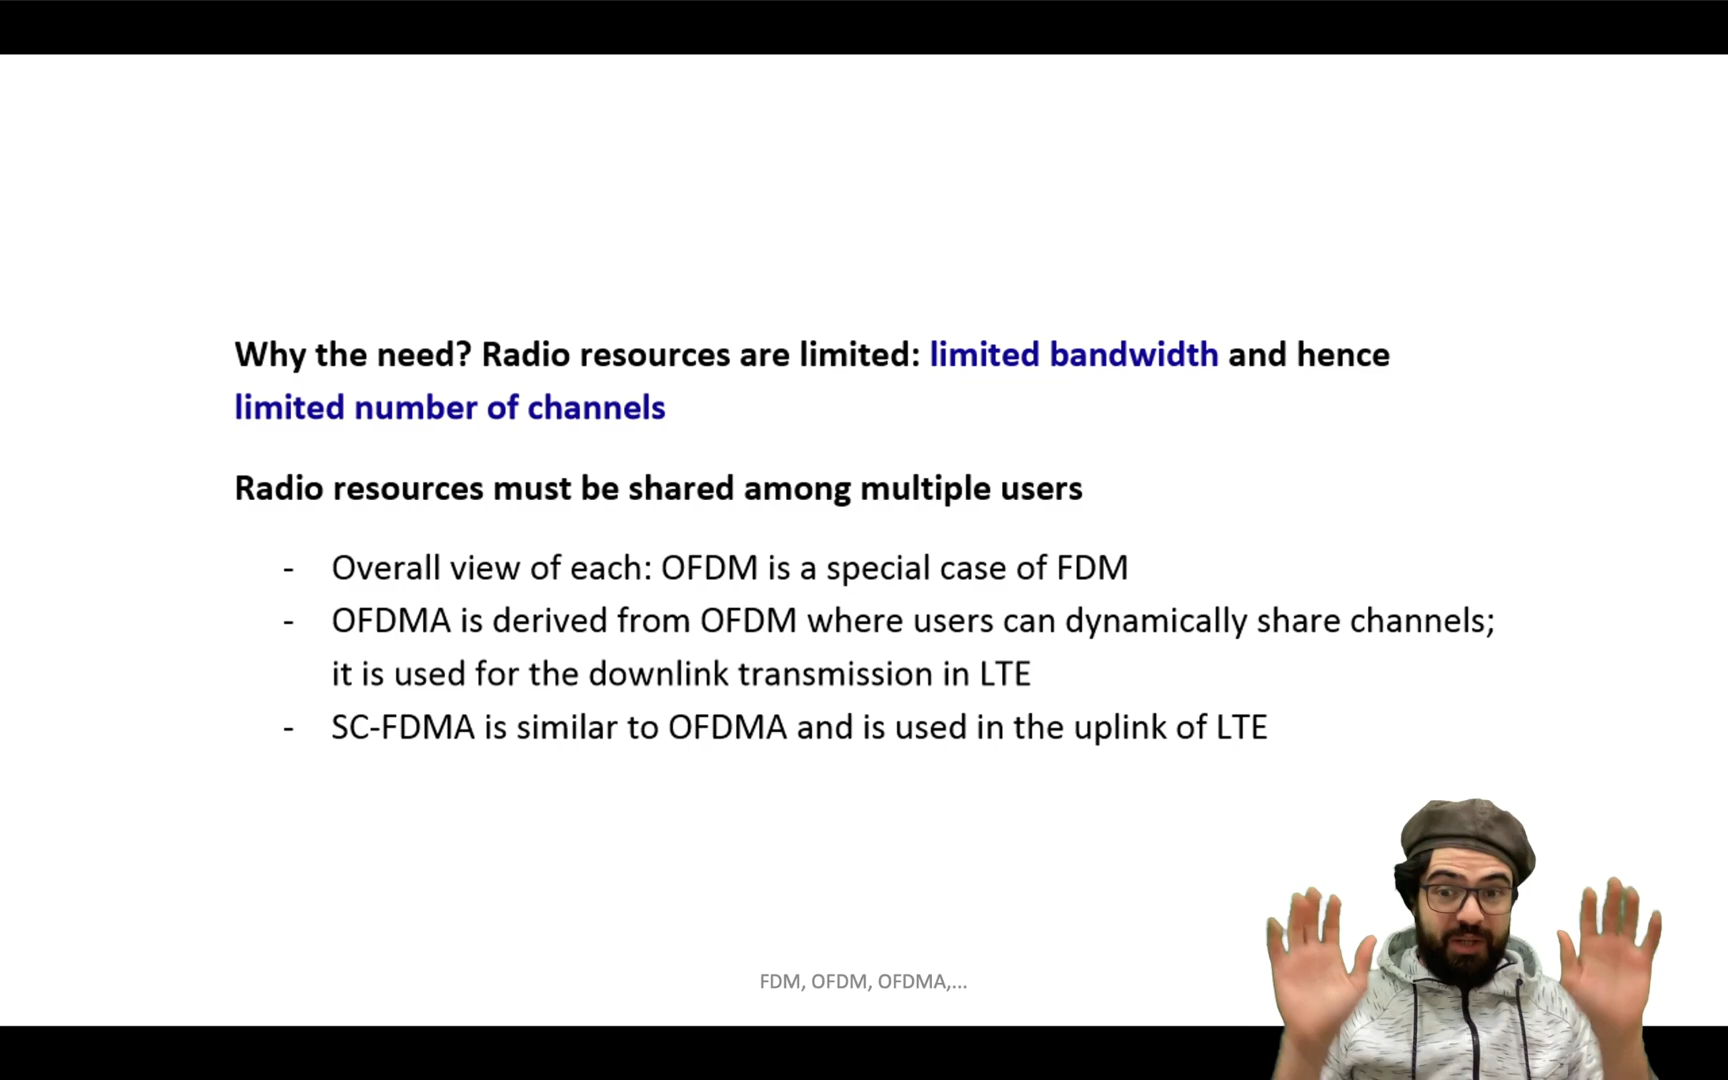 Why the need? Radio resources are limited: limited bandwidth and hence
limited number of channels
Radio resources must be shared among multiple users
- Overall view of each: OFDM is a special case of FDM
- OFDMA is derived from OFDM where users can dynamically share channels;
it is used for the downlink transmission in LTE
- SC-FDMA is similar to OFDMA and is used in the uplink of LTE
FDM, OFDM, OFDMA,...